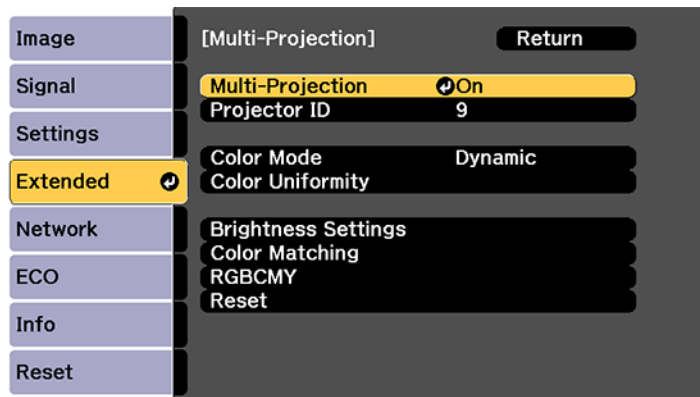 Image
Signal
Settings
Extended
Network
ECO
Info
Reset
[Multi-Projection] Return
Multi-Projection On
Projector ID 9
Color Mode Dynamic
Color Uniformity
Brightness Settings
Color Matching
RGBCMY
Reset